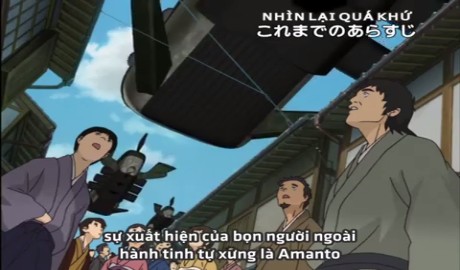 NHÌN LẠI QUÁ KHỨ
これまでのあらすじ
sự xuất hiện của bọn người ngoài
hành tinh tự xừng là Amanto